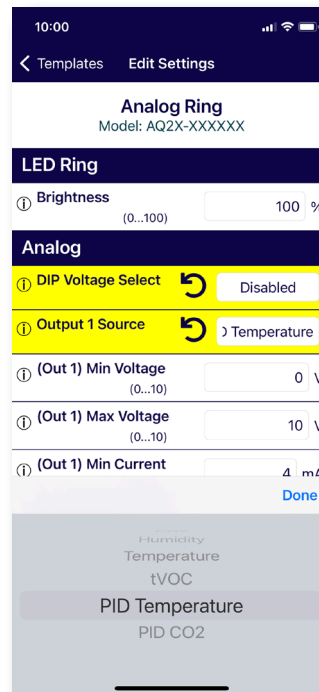 10:00
Templates Edit Settings
Analog Ring
Model: AQ2X-XXXXXX
LED Ring
Brightness
(0...100)
100 %
Analog
DIP Voltage Select
Disabled
Output 1 Source
Temperature
(Out 1) Min Voltage
(0...10)
0 V
(Out 1) Max Voltage
(0...10)
10 V
(Out 1) Min Current
4 mA
Done
Humidity
Temperature
tVOC
PID Temperature
PID CO2